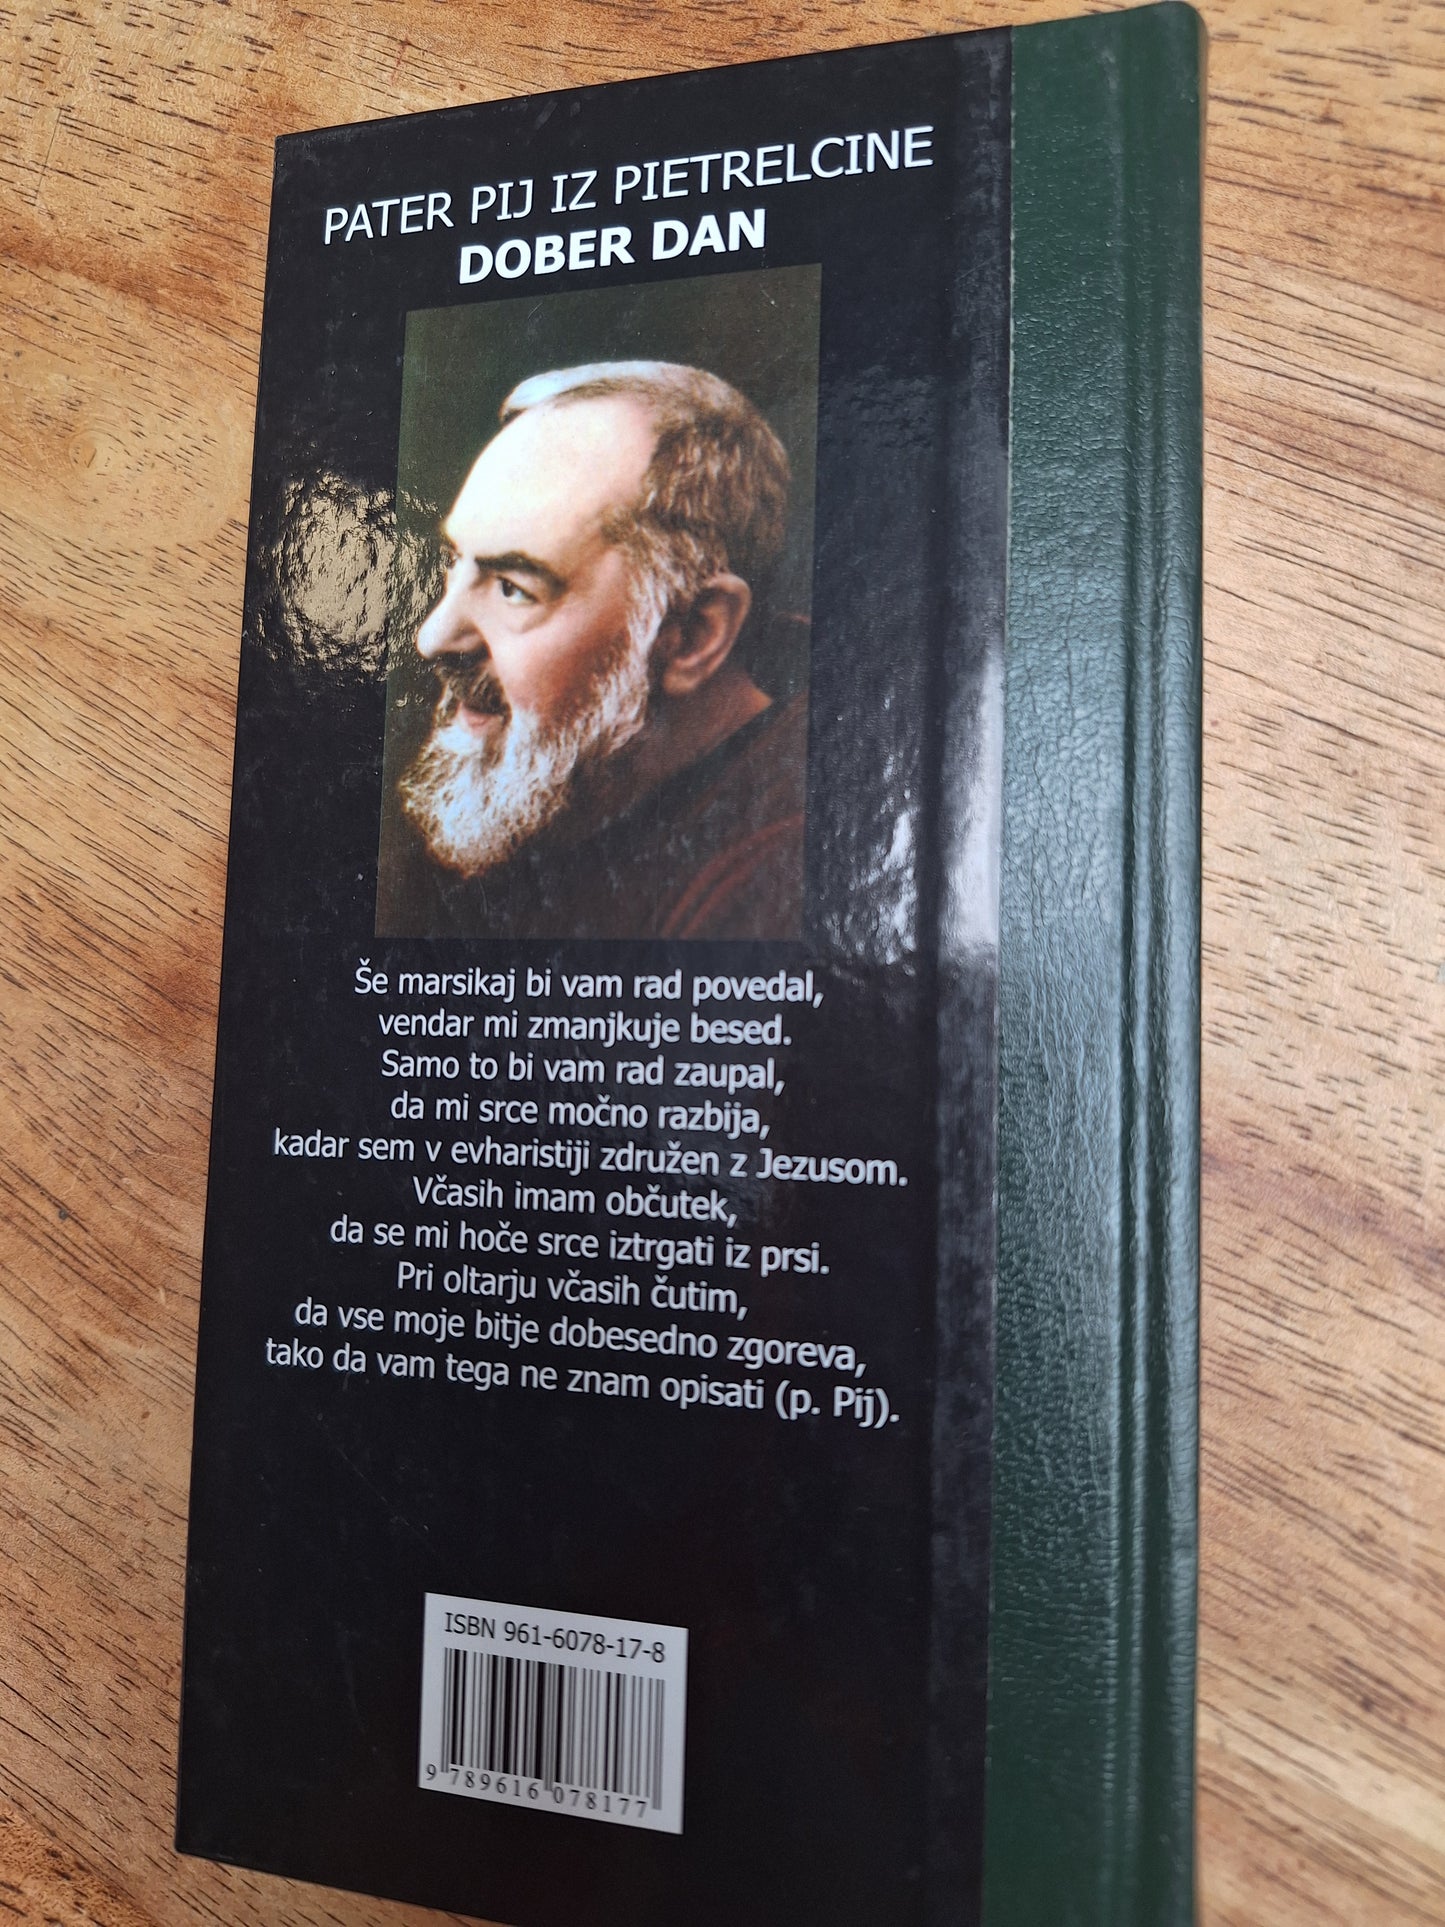 PATER PIJ IZ PIETRELCINE
DOBER DAN
Še marsikaj bi vam rad povedal,
vendar mi zmanjkuje besed.
Samo to bi vam rad zaupal,
da mi srce močno razbija,
kadar sem v evharistiji združen z Jezusom.
Včasih imam občutek,
da se mi hoče srce iztrgati iz prsi.
Pri oltarju včasih čutim,
da vse moje bitje dobesedno zgoreva,
tako da vam tega ne znam opisati (p. Pij).
ISBN 961-6078-17-8
9 789616 078177